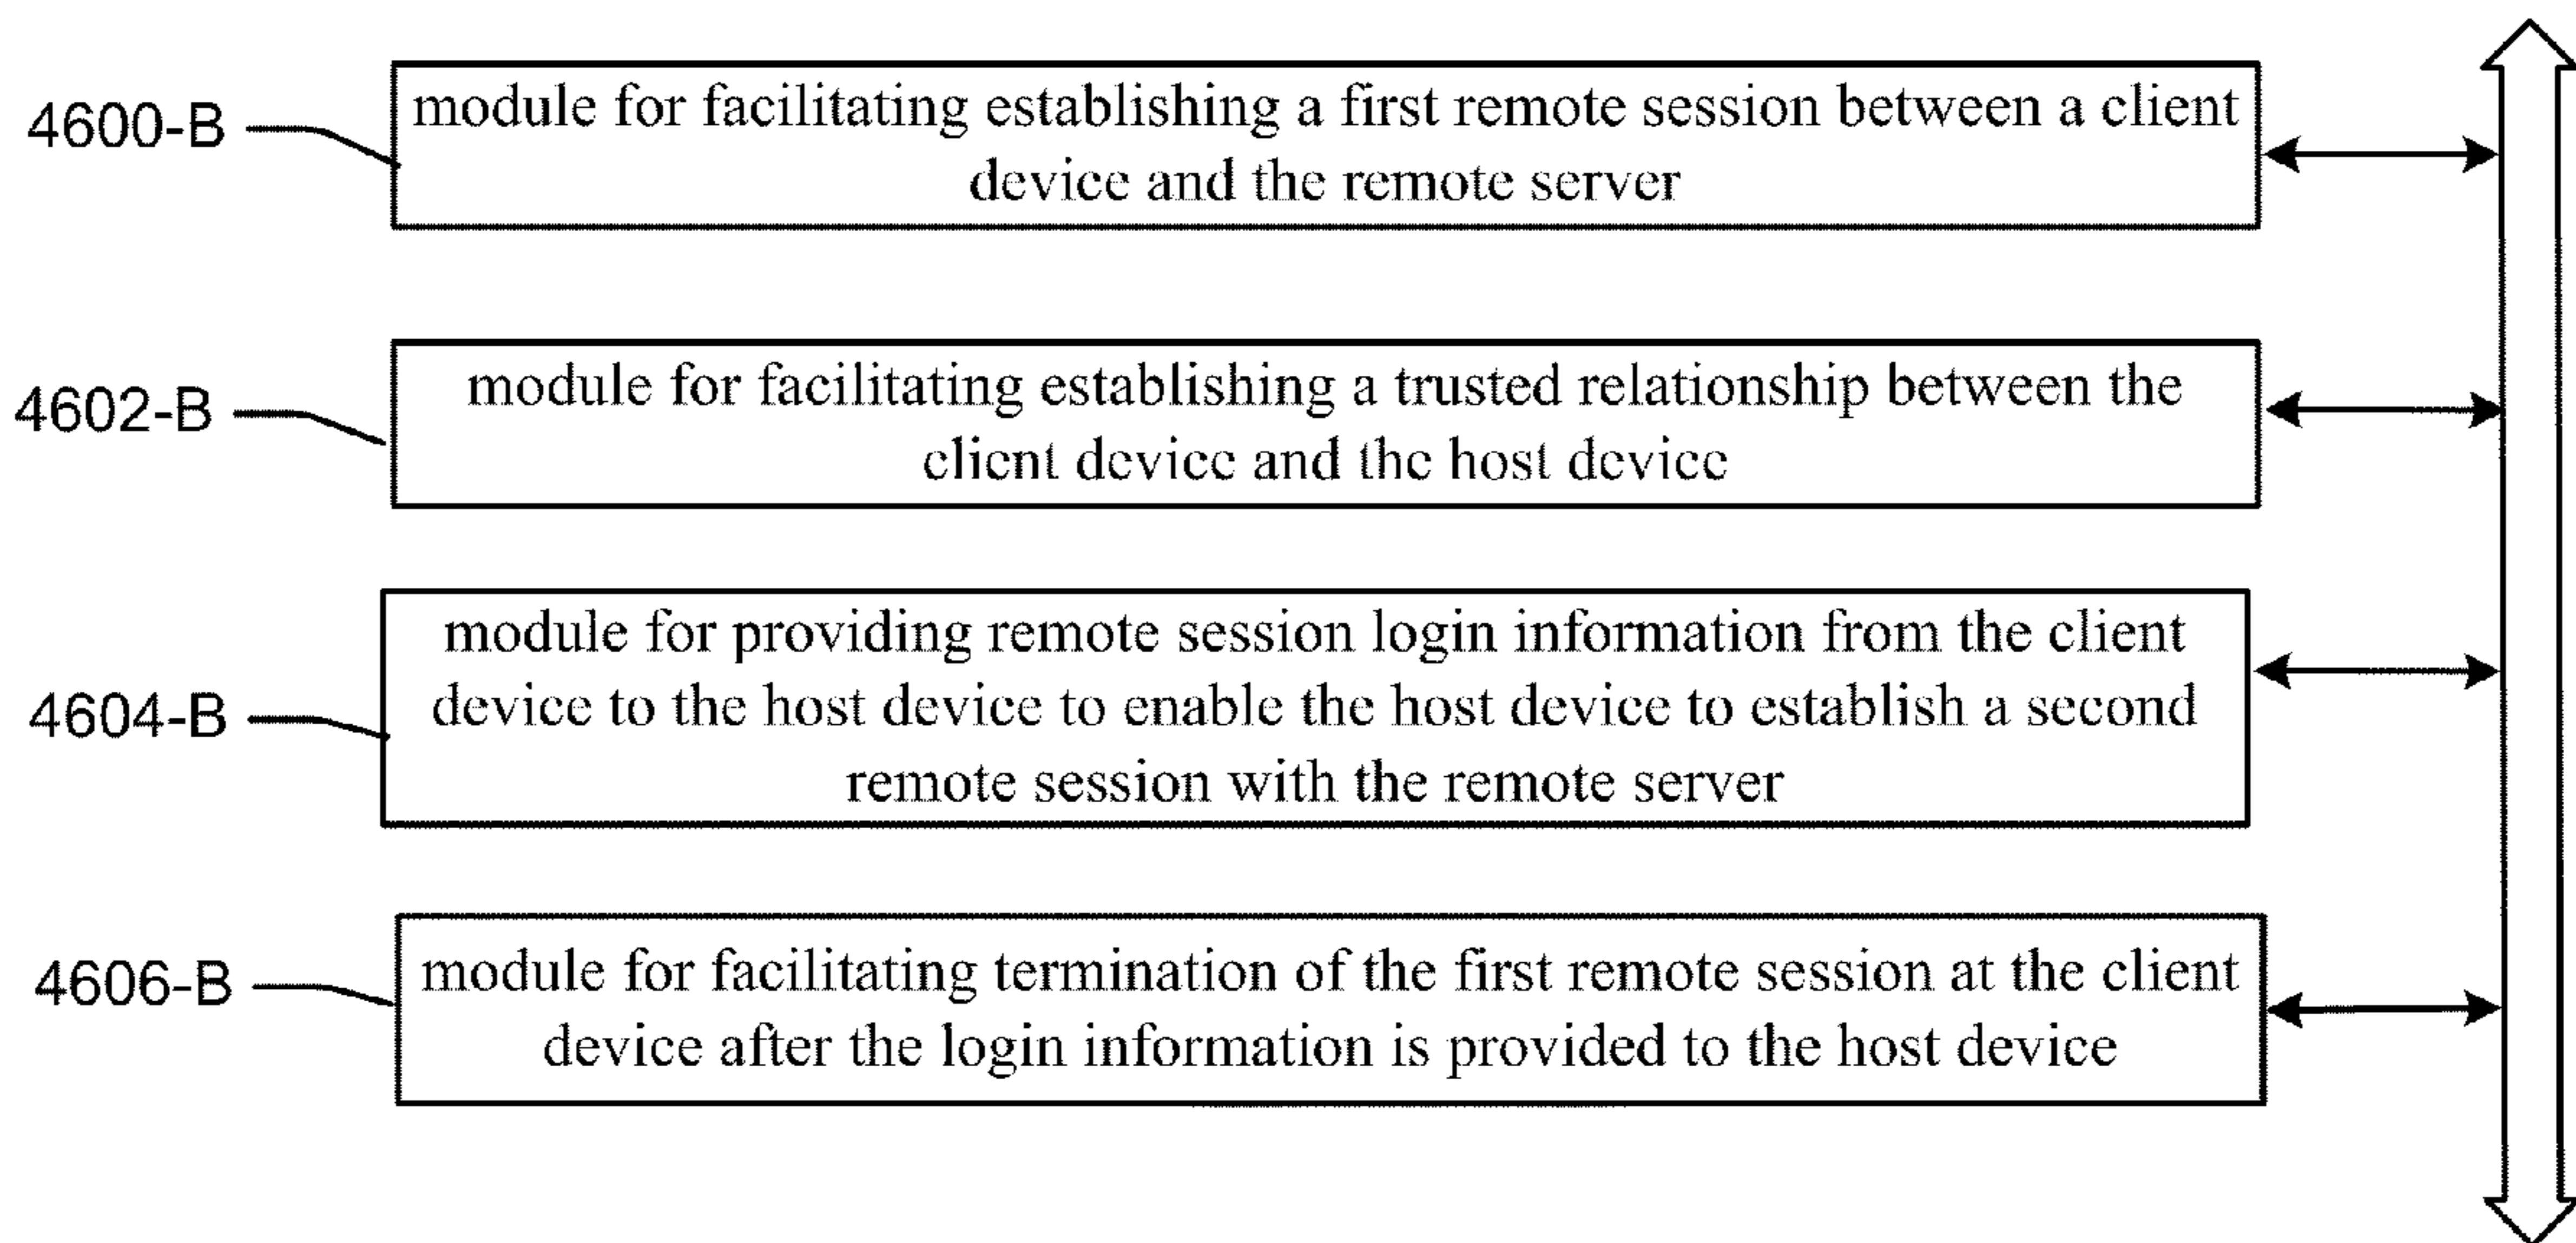 4600-B
module for facilitating establishing a first remote session between a client
device and the remote server
4602-B
module for facilitating establishing a trusted relationship between the
client device and the host device
4604-B
module for providing remote session login information from the client
device to the host device to enable the host device to establish a second
remote session with the remote server
4606-B
module for facilitating termination of the first remote session at the client
device after the login information is provided to the host device